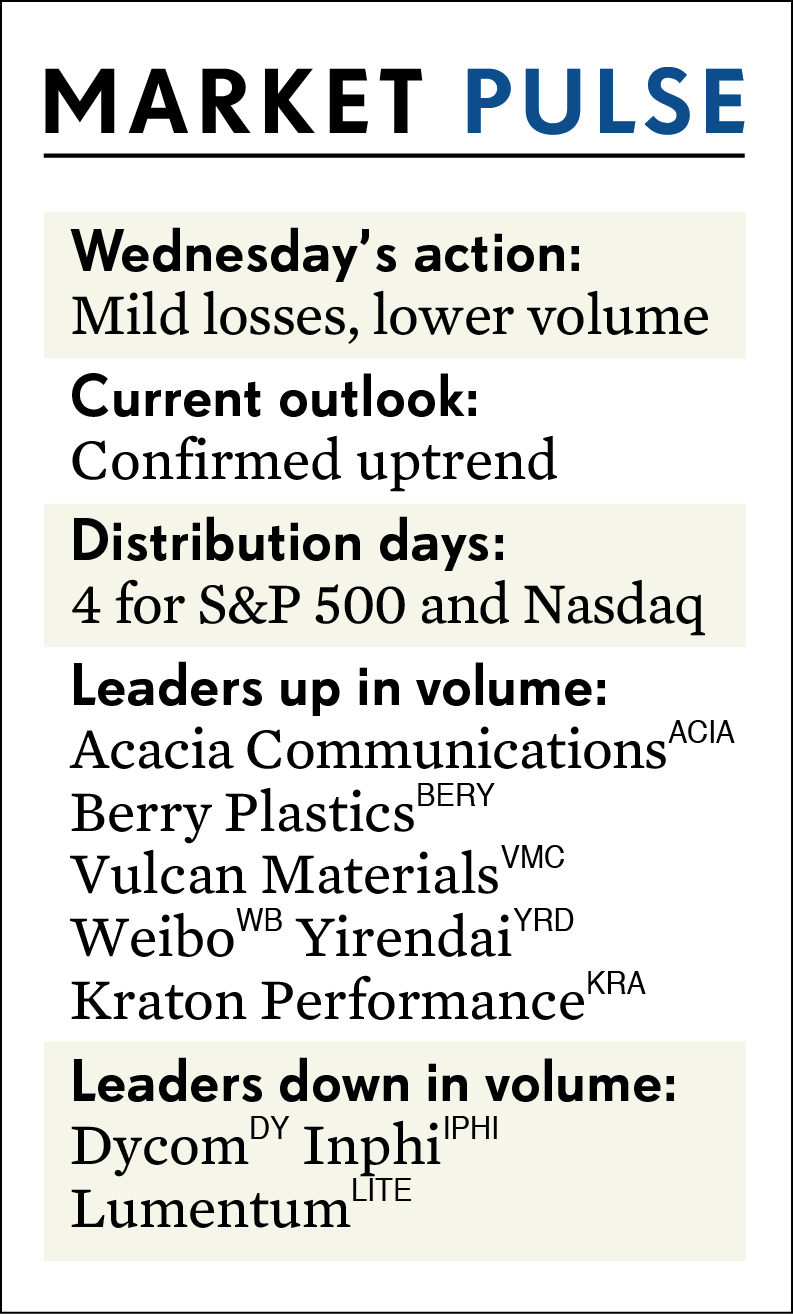 MARKET PULSE
Wednesday’s action:
Mild losses, lower volume
Current outlook:
Confirmed uptrend
Distribution days:
4 for S&P 500 and Nasdaq
Leaders up in volume:
Acacia Communications ACIA
Berry Plastics BERY
Vulcan Materials VMC
Weibo WB Yirendai YRD
Kraton Performance KRA
Leaders down in volume:
Dycom DY Inphi IPHI
Lumentum LITE